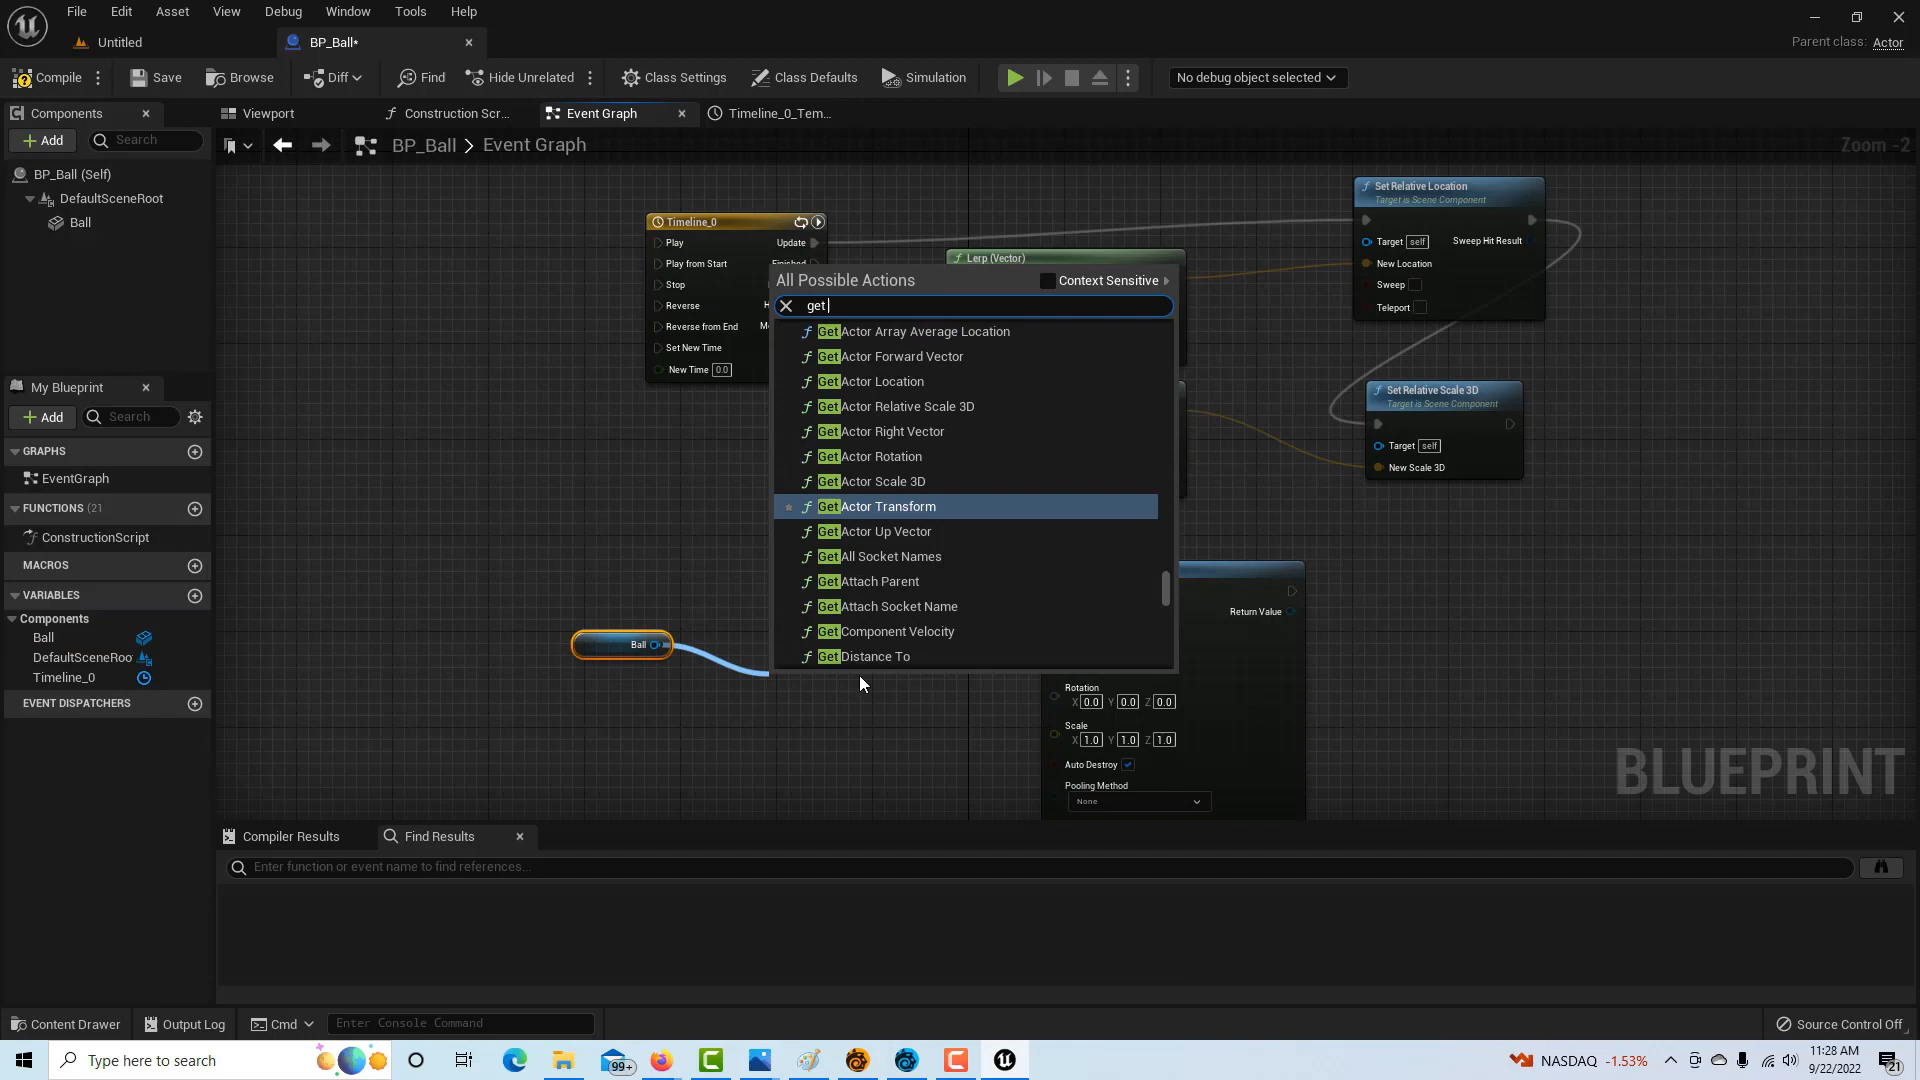 File Edit Asset View Debug Window Tools Help
Untitled BP_Ball*
Parent class: Actor
Compile Save Browse Diff Find Hide Unrelated Class Settings Class Defaults Simulation No debug object selected
Components Viewport Construction Scr... Event Graph Timeline_0_Tem...
Add Search BP_Ball > Event Graph Zoom -2
BP_Ball (Self)
DefaultSceneRoot
Ball
My Blueprint
Add Search
GRAPHS
EventGraph
FUNCTIONS (21
ConstructionScript
MACROS
VARIABLES
Components
Ball
DefaultSceneRoo
Timeline_0
EVENT DISPATCHERS
Timeline_0
Play Update
Play from Start Finished
Stop
Reverse
Reverse from End
Set New Time
New Time 0.0
Lerp (Vector)
Set Relative Location
Target is Scene Component
Target self Sweep Hit Result
New Location
Sweep
Teleport
Set Relative Scale 3D
Target is Scene Component
Target self
New Scale 3D
All Possible Actions Context Sensitive
get
Get Actor Array Average Location
Get Actor Forward Vector
Get Actor Location
Get Actor Relative Scale 3D
Get Actor Right Vector
Get Actor Rotation
Get Actor Scale 3D
Get Actor Transform
Get Actor Up Vector
Get All Socket Names
Get Attach Parent
Get Attach Socket Name
Get Component Velocity
Get Distance To
Ball
Return Value
Rotation
X 0.0 Y 0.0 Z 0.0
Scale
X 1.0 Y 1.0 Z 1.0
Auto Destroy
Pooling Method
None
BLUEPRINT
Compiler Results Find Results
Enter function or event name to find references...
Content Drawer Output Log Cmd Enter Console Command Source Control Off
Type here to search 99+ NASDAQ -1.53% 11:28 AM
9/22/2022 21